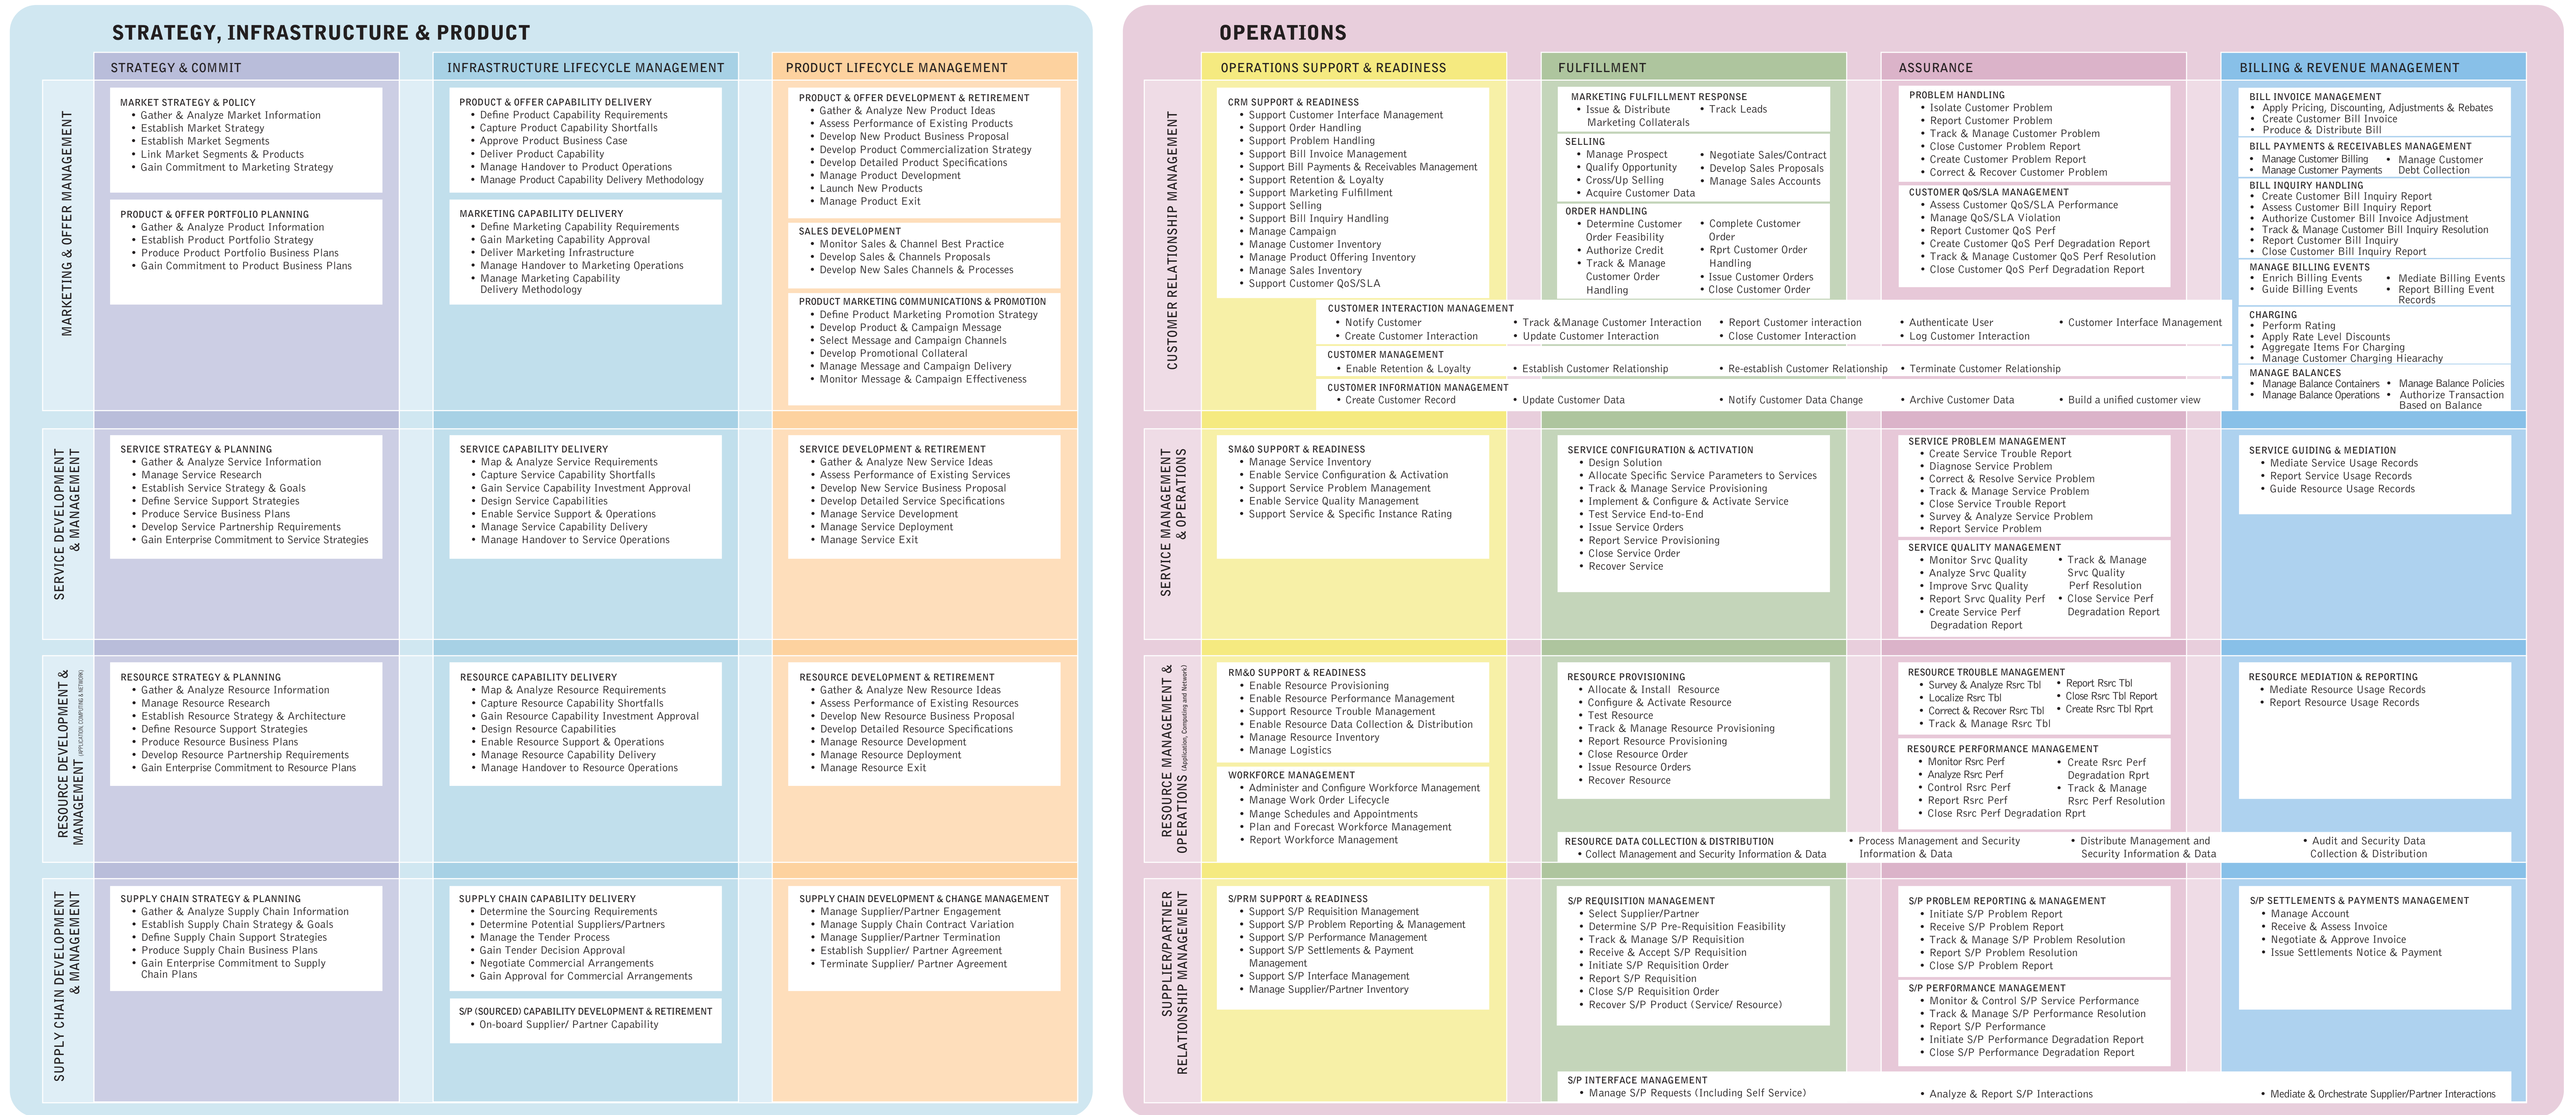 STRATEGY, INFRASTRUCTURE & PRODUCT
STRATEGY & COMMIT
INFRASTRUCTURE LIFECYCLE MANAGEMENT
PRODUCT LIFECYCLE MANAGEMENT
MARKETING & OFFER MANAGEMENT
MARKET STRATEGY & POLICY
• Gather & Analyze Market Information
• Establish Market Strategy
• Establish Market Segments
• Link Market Segments & Products
• Gain Commitment to Marketing Strategy
PRODUCT & OFFER PORTFOLIO PLANNING
• Gather & Analyze Product Information
• Establish Product Portfolio Strategy
• Produce Product Portfolio Business Plans
• Gain Commitment to Product Business Plans
PRODUCT & OFFER CAPABILITY DELIVERY
• Define Product Capability Requirements
• Capture Product Capability Shortfalls
• Approve Product Business Case
• Deliver Product Capability
• Manage Handover to Product Operations
• Manage Product Capability Delivery Methodology
MARKETING CAPABILITY DELIVERY
• Define Marketing Capability Requirements
• Gain Marketing Capability Approval
• Deliver Marketing Infrastructure
• Manage Handover to Marketing Operations
• Manage Marketing Capability
Delivery Methodology
PRODUCT & OFFER DEVELOPMENT & RETIREMENT
• Gather & Analyze New Product Ideas
• Assess Performance of Existing Products
• Develop New Product Business Proposal
• Develop Product Commercialization Strategy
• Develop Detailed Product Specifications
• Manage Product Development
• Launch New Products
• Manage Product Exit
SALES DEVELOPMENT
• Monitor Sales & Channel Best Practice
• Develop Sales & Channels Proposals
• Develop New Sales Channels & Processes
PRODUCT MARKETING COMMUNICATIONS & PROMOTION
• Define Product Marketing Promotion Strategy
• Develop Product & Campaign Message
• Select Message and Campaign Channels
• Develop Promotional Collateral
• Manage Message and Campaign Delivery
• Monitor Message & Campaign Effectiveness
SERVICE DEVELOPMENT
& MANAGEMENT
SERVICE STRATEGY & PLANNING
• Gather & Analyze Service Information
• Manage Service Research
• Establish Service Strategy & Goals
• Define Service Support Strategies
• Produce Service Business Plans
• Develop Service Partnership Requirements
• Gain Enterprise Commitment to Service Strategies
SERVICE CAPABILITY DELIVERY
• Map & Analyze Service Requirements
• Capture Service Capability Shortfalls
• Gain Service Capability Investment Approval
• Design Service Capabilities
• Enable Service Support & Operations
• Manage Service Capability Delivery
• Manage Handover to Service Operations
SERVICE DEVELOPMENT & RETIREMENT
• Gather & Analyze New Service Ideas
• Assess Performance of Existing Services
• Develop New Service Business Proposal
• Develop Detailed Service Specifications
• Manage Service Development
• Manage Service Deployment
• Manage Service Exit
RESOURCE DEVELOPMENT &
MANAGEMENT (APPLICATION, COMPUTING & NETWORK)
RESOURCE STRATEGY & PLANNING
• Gather & Analyze Resource Information
• Manage Resource Research
• Establish Resource Strategy & Architecture
• Define Resource Support Strategies
• Produce Resource Business Plans
• Develop Resource Partnership Requirements
• Gain Enterprise Commitment to Resource Plans
RESOURCE CAPABILITY DELIVERY
• Map & Analyze Resource Requirements
• Capture Resource Capability Shortfalls
• Gain Resource Capability Investment Approval
• Design Resource Capabilities
• Enable Resource Support & Operations
• Manage Resource Capability Delivery
• Manage Handover to Resource Operations
RESOURCE DEVELOPMENT & RETIREMENT
• Gather & Analyze New Resource Ideas
• Assess Performance of Existing Resources
• Develop New Resource Business Proposal
• Develop Detailed Resource Specifications
• Manage Resource Development
• Manage Resource Deployment
• Manage Resource Exit
SUPPLY CHAIN DEVELOPMENT
& MANAGEMENT
SUPPLY CHAIN STRATEGY & PLANNING
• Gather & Analyze Supply Chain Information
• Establish Supply Chain Strategy & Goals
• Define Supply Chain Support Strategies
• Produce Supply Chain Business Plans
• Gain Enterprise Commitment to Supply
Chain Plans
SUPPLY CHAIN CAPABILITY DELIVERY
• Determine the Sourcing Requirements
• Determine Potential Suppliers/Partners
• Manage the Tender Process
• Gain Tender Decision Approval
• Negotiate Commercial Arrangements
• Gain Approval for Commercial Arrangements
S/P (SOURCED) CAPABILITY DEVELOPMENT & RETIREMENT
• On-board Supplier/ Partner Capability
SUPPLY CHAIN DEVELOPMENT & CHANGE MANAGEMENT
• Manage Supplier/Partner Engagement
• Manage Supply Chain Contract Variation
• Manage Supplier/Partner Termination
• Establish Supplier/ Partner Agreement
• Terminate Supplier/ Partner Agreement
OPERATIONS
OPERATIONS SUPPORT & READINESS
FULFILLMENT
ASSURANCE
BILLING & REVENUE MANAGEMENT
CUSTOMER RELATIONSHIP MANAGEMENT
CRM SUPPORT & READINESS
• Support Customer Interface Management
• Support Order Handling
• Support Problem Handling
• Support Bill Invoice Management
• Support Bill Payments & Receivables Management
• Support Retention & Loyalty
• Support Marketing Fulfillment
• Support Selling
• Support Bill Inquiry Handling
• Manage Campaign
• Manage Customer Inventory
• Manage Product Offering Inventory
• Manage Sales Inventory
• Support Customer QoS/SLA
MARKETING FULFILLMENT RESPONSE
• Issue & Distribute
Marketing Collaterals
• Track Leads
SELLING
• Manage Prospect
• Qualify Opportunity
• Cross/Up Selling
• Acquire Customer Data
• Negotiate Sales/Contract
• Develop Sales Proposals
• Manage Sales Accounts
ORDER HANDLING
• Determine Customer
Order Feasibility
• Authorize Credit
• Track & Manage
Customer Order
Handling
• Complete Customer
Order
• Rprt Customer Order
Handling
• Issue Customer Orders
• Close Customer Order
PROBLEM HANDLING
• Isolate Customer Problem
• Report Customer Problem
• Track & Manage Customer Problem
• Close Customer Problem Report
• Create Customer Problem Report
• Correct & Recover Customer Problem
CUSTOMER QoS/SLA MANAGEMENT
• Assess Customer QoS/SLA Performance
• Manage QoS/SLA Violation
• Report Customer QoS Perf
• Create Customer QoS Perf Degradation Report
• Track & Manage Customer QoS Perf Resolution
• Close Customer QoS Perf Degradation Report
BILL INVOICE MANAGEMENT
• Apply Pricing, Discounting, Adjustments & Rebates
• Create Customer Bill Invoice
• Produce & Distribute Bill
BILL PAYMENTS & RECEIVABLES MANAGEMENT
• Manage Customer Billing
• Manage Customer Payments
• Manage Customer
Debt Collection
BILL INQUIRY HANDLING
• Create Customer Bill Inquiry Report
• Assess Customer Bill Inquiry Report
• Authorize Customer Bill Invoice Adjustment
• Track & Manage Customer Bill Inquiry Resolution
• Report Customer Bill Inquiry
• Close Customer Bill Inquiry Report
MANAGE BILLING EVENTS
• Enrich Billing Events
• Guide Billing Events
• Mediate Billing Events
• Report Billing Event
Records
CHARGING
• Perform Rating
• Apply Rate Level Discounts
• Aggregate Items For Charging
• Manage Customer Charging Hiearachy
MANAGE BALANCES
• Manage Balance Containers
• Manage Balance Operations
• Manage Balance Policies
• Authorize Transaction
Based on Balance
CUSTOMER INTERACTION MANAGEMENT
• Notify Customer
• Create Customer Interaction
• Track &Manage Customer Interaction
• Update Customer Interaction
• Report Customer interaction
• Close Customer Interaction
• Authenticate User
• Log Customer Interaction
• Customer Interface Management
CUSTOMER MANAGEMENT
• Enable Retention & Loyalty
• Establish Customer Relationship
• Re-establish Customer Relationship
• Terminate Customer Relationship
CUSTOMER INFORMATION MANAGEMENT
• Create Customer Record
• Update Customer Data
• Notify Customer Data Change
• Archive Customer Data
• Build a unified customer view
SERVICE MANAGEMENT
& OPERATIONS
SM&O SUPPORT & READINESS
• Manage Service Inventory
• Enable Service Configuration & Activation
• Support Service Problem Management
• Enable Service Quality Management
• Support Service & Specific Instance Rating
SERVICE CONFIGURATION & ACTIVATION
• Design Solution
• Allocate Specific Service Parameters to Services
• Track & Manage Service Provisioning
• Implement & Configure & Activate Service
• Test Service End-to-End
• Issue Service Orders
• Report Service Provisioning
• Close Service Order
• Recover Service
SERVICE PROBLEM MANAGEMENT
• Create Service Trouble Report
• Diagnose Service Problem
• Correct & Resolve Service Problem
• Track & Manage Service Problem
• Close Service Trouble Report
• Survey & Analyze Service Problem
• Report Service Problem
SERVICE QUALITY MANAGEMENT
• Monitor Srvc Quality
• Analyze Srvc Quality
• Improve Srvc Quality
• Report Srvc Quality Perf
• Create Service Perf
Degradation Report
• Track & Manage
Srvc Quality
Perf Resolution
• Close Service Perf
Degradation Report
SERVICE GUIDING & MEDIATION
• Mediate Service Usage Records
• Report Service Usage Records
• Guide Resource Usage Records
RESOURCE MANAGEMENT &
OPERATIONS (Application, Computing and Network)
RM&O SUPPORT & READINESS
• Enable Resource Provisioning
• Enable Resource Performance Management
• Support Resource Trouble Management
• Enable Resource Data Collection & Distribution
• Manage Resource Inventory
• Manage Logistics
WORKFORCE MANAGEMENT
• Administer and Configure Workforce Management
• Manage Work Order Lifecycle
• Mange Schedules and Appointments
• Plan and Forecast Workforce Management
• Report Workforce Management
RESOURCE PROVISIONING
• Allocate & Install Resource
• Configure & Activate Resource
• Test Resource
• Track & Manage Resource Provisioning
• Report Resource Provisioning
• Close Resource Order
• Issue Resource Orders
• Recover Resource
RESOURCE TROUBLE MANAGEMENT
• Survey & Analyze Rsrc Tbl
• Localize Rsrc Tbl
• Correct & Recover Rsrc Tbl
• Track & Manage Rsrc Tbl
• Report Rsrc Tbl
• Close Rsrc Tbl Report
• Create Rsrc Tbl Rprt
RESOURCE PERFORMANCE MANAGEMENT
• Monitor Rsrc Perf
• Analyze Rsrc Perf
• Control Rsrc Perf
• Report Rsrc Perf
• Close Rsrc Perf Degradation Rprt
• Create Rsrc Perf
Degradation Rprt
• Track & Manage
Rsrc Perf Resolution
RESOURCE MEDIATION & REPORTING
• Mediate Resource Usage Records
• Report Resource Usage Records
RESOURCE DATA COLLECTION & DISTRIBUTION
• Collect Management and Security Information & Data
• Process Management and Security
Information & Data
• Distribute Management and
Security Information & Data
• Audit and Security Data
Collection & Distribution
SUPPLIER/PARTNER
RELATIONSHIP MANAGEMENT
S/PRM SUPPORT & READINESS
• Support S/P Requisition Management
• Support S/P Problem Reporting & Management
• Support S/P Performance Management
• Support S/P Settlements & Payment
Management
• Support S/P Interface Management
• Manage Supplier/Partner Inventory
S/P REQUISITION MANAGEMENT
• Select Supplier/Partner
• Determine S/P Pre-Requisition Feasibility
• Track & Manage S/P Requisition
• Receive & Accept S/P Requisition
• Initiate S/P Requisition Order
• Report S/P Requisition
• Close S/P Requisition Order
• Recover S/P Product (Service/ Resource)
S/P PROBLEM REPORTING & MANAGEMENT
• Initiate S/P Problem Report
• Receive S/P Problem Report
• Track & Manage S/P Problem Resolution
• Report S/P Problem Resolution
• Close S/P Problem Report
S/P PERFORMANCE MANAGEMENT
• Monitor & Control S/P Service Performance
• Track & Manage S/P Performance Resolution
• Report S/P Performance
• Initiate S/P Performance Degradation Report
• Close S/P Performance Degradation Report
S/P SETTLEMENTS & PAYMENTS MANAGEMENT
• Manage Account
• Receive & Assess Invoice
• Negotiate & Approve Invoice
• Issue Settlements Notice & Payment
S/P INTERFACE MANAGEMENT
• Manage S/P Requests (Including Self Service)
• Analyze & Report S/P Interactions
• Mediate & Orchestrate Supplier/Partner Interactions